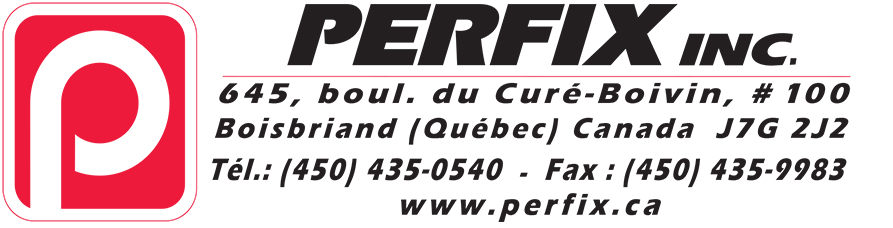 PERFIX INC.
645, boul. du Curé-Boivin, # 100
Boisbriand (Québec) Canada J7G 2J2
Tél.: (450) 435-0540 - Fax : (450) 435-9983
www.perfix.ca